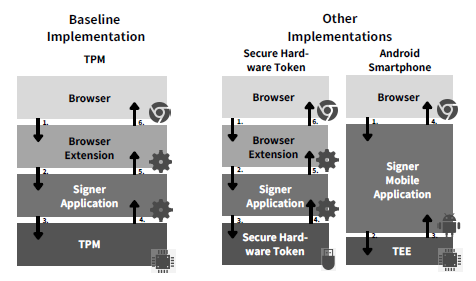 Baseline
Implementation
Other
Implementations
TPM
Secure Hard-
ware Token
Android
Smartphone
Browser
1.
6.
Browser
Extension
2.
5.
Signer
Application
3.
4.
TPM
Browser
1.
6.
Browser
Extension
2.
5.
Signer
Application
3.
4.
Secure Hard-
ware Token
Browser
1.
4.
Signer
Mobile
Application
2.
3.
TEE